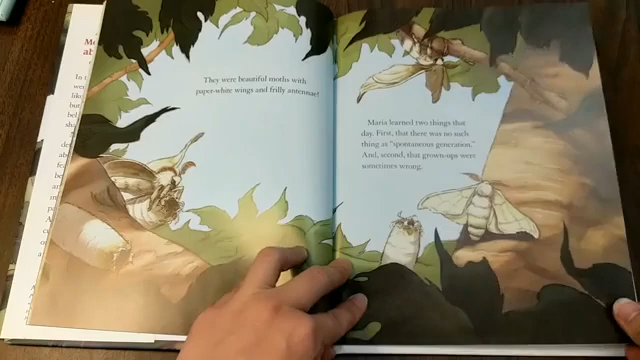 They were beautiful moths with
paper-white wings and frilly antennae!
Maria learned two things that
day. First, that there was no such
thing as "spontaneous generation."
And, second, that grown-ups were
sometimes wrong.